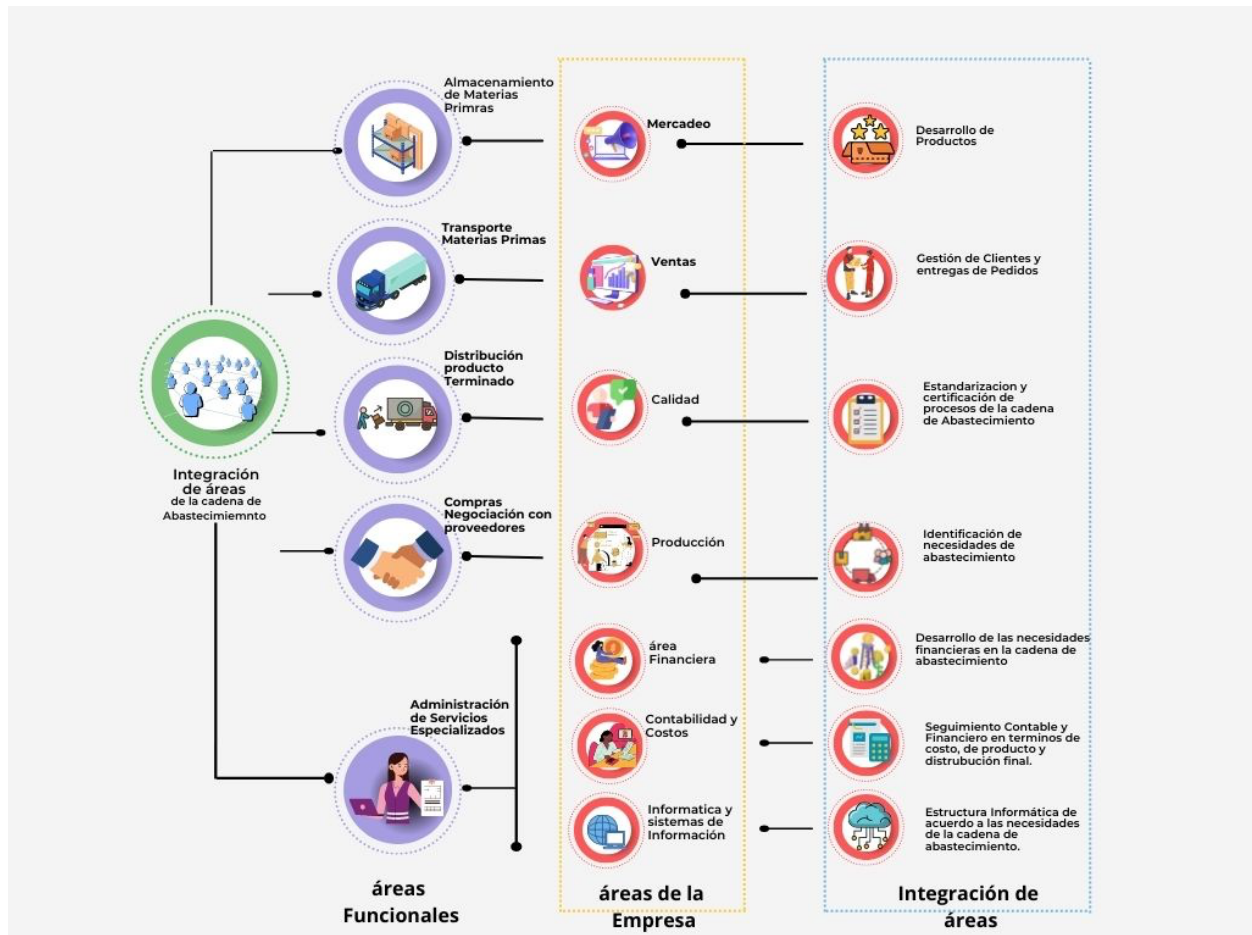 Almacenamiento
de Materias
Primras
Mercadeo
Desarrollo de
Productos
Transporte
Materias Primas
Ventas
Gestión de Clientes y
entregas de Pedidos
Distribución
producto
Terminado
Calidad
Estandarizacion y
certificación de
procesos de la cadena
de Abastecimiento
Integración
de áreas
de la cadena de
Abastecimiemnto
Compras
Negociación con
proveedores
Producción
Identificación de
necesidades de
abastecimiento
área
Financiera
Desarrollo de las necesidades
financieras en la cadena de
abastecimiento
Administración
de Servicios
Especializados
Contabilidad y
Costos
Seguimiento Contable y
Financiero en terminos de
costo, de producto y
distrubución final.
Informatica y
sistemas de
Información
Estructura Informática de
acuerdo a las necesidades
de la cadena de
abastecimiento.
áreas
Funcionales
áreas de la
Empresa
Integración de
áreas